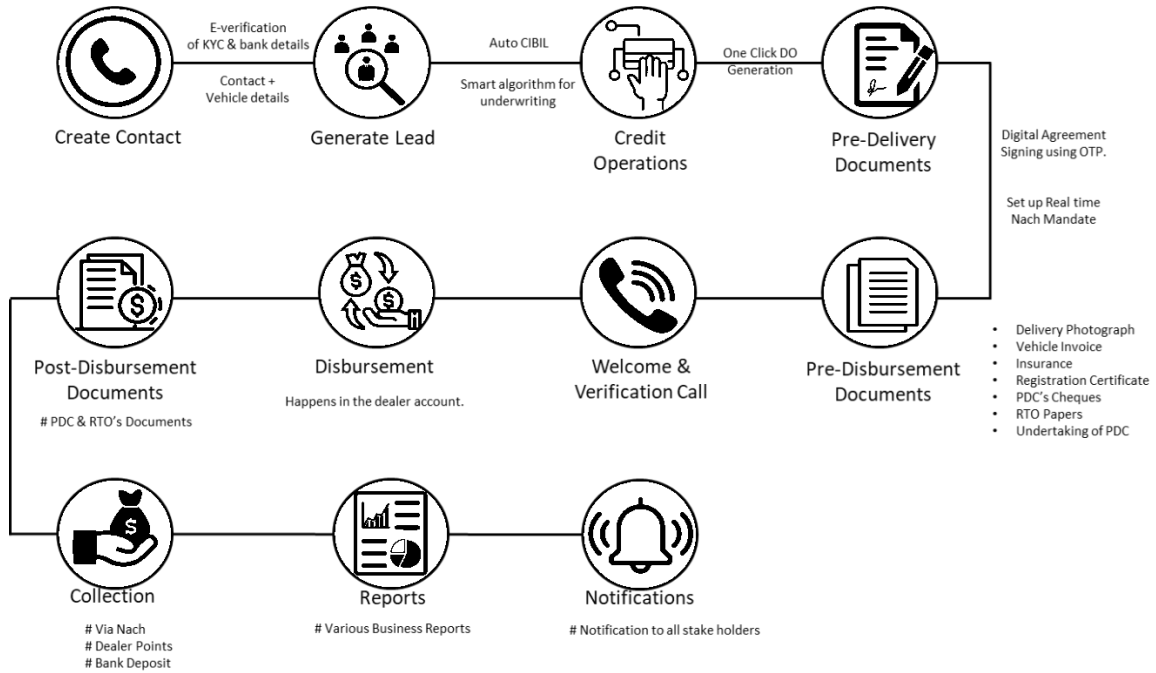 E-verification
of KYC & bank details
Contact +
Vehicle details
Auto CIBIL
Smart algorithm for
underwriting
One Click DO
Generation
Create Contact
Generate Lead
Credit
Operations
Pre-Delivery
Documents
Digital Agreement
Signing using OTP.
Set up Real time
Nach Mandate
$
$
$
Post-Disbursement
Documents
# PDC & RTO's Documents
Disbursement
Happens in the dealer account.
Welcome &
Verification Call
Pre-Disbursement
Documents
• Delivery Photograph
• Vehicle Invoice
• Insurance
• Registration Certificate
• PDC's Cheques
• RTO Papers
• Undertaking of PDC
$
Collection
# Via Nach
# Dealer Points
# Bank Deposit
Reports
# Various Business Reports
Notifications
# Notification to all stake holders